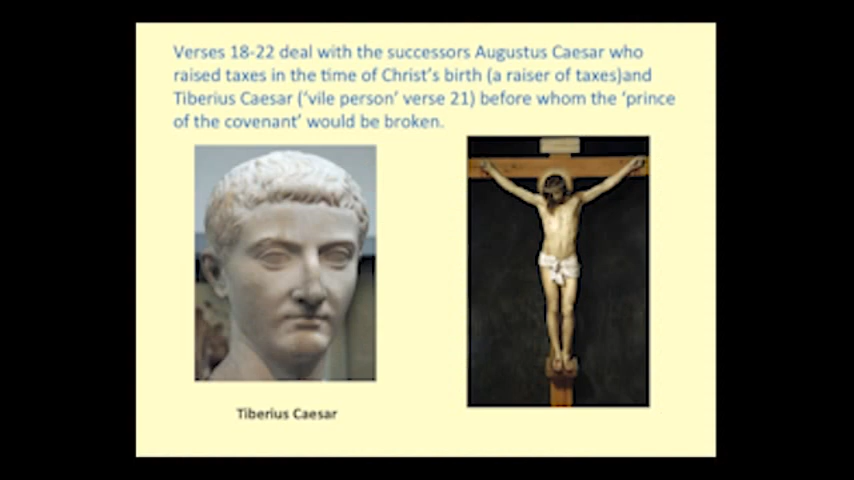 Verses 18-22 deal with the successors Augustus Caesar who
raised taxes in the time of Christ's birth (a raiser of taxes)and
Tiberius Caesar ('vile person' verse 21) before whom the 'prince
of the covenant' would be broken.
Tiberius Caesar